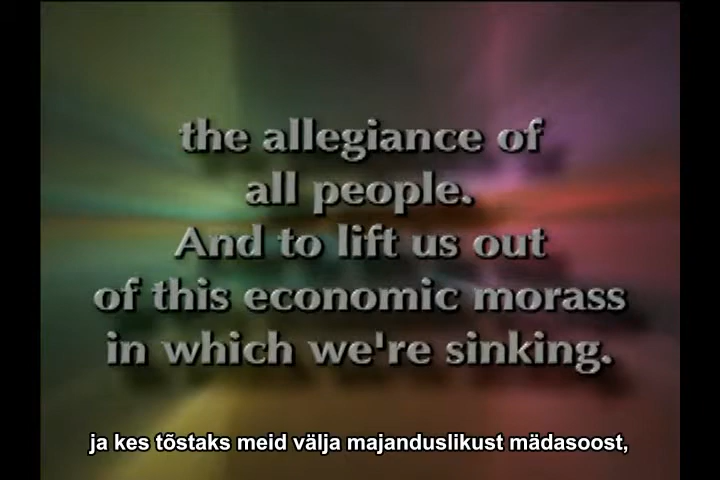 the allegiance of
all people.
And to lift us out
of this economic morass
in which we're sinking.
ja kes tõstaks meid välja majanduslikust mädasoost,